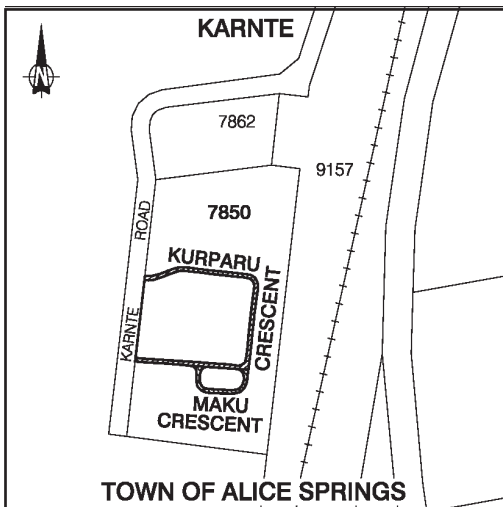 KARNTE
N
7862
9157
7850
ROAD
KURPARU
CRESCENT
KARNTE
MAKU
CRESCENT
TOWN OF ALICE SPRINGS